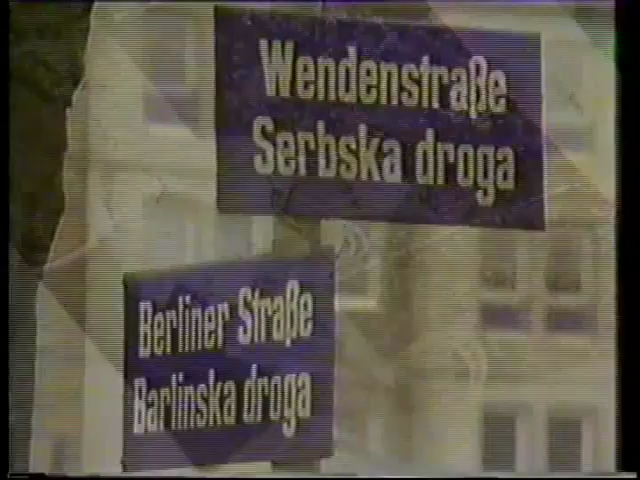 Wendenstraße
Serbska droga
Berliner Straße
Barlinska droga